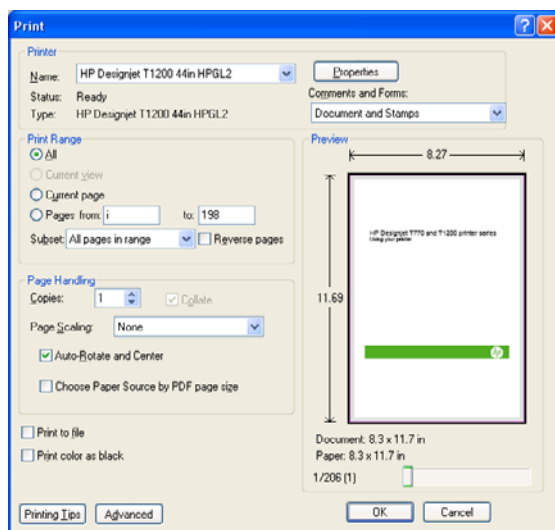 Print
Printer
Name: HP Designjet T1200 44in HPGL2
Properties
Status: Ready
Type: HP Designjet T1200 44in HPGL2
Comments and Forms:
Document and Stamps
Print Range
All
Current view
Current page
Pages from: i to: 198
Subset: All pages in range Reverse pages
Page Handling
Copies: 1 Collate
Page Scaling: None
Auto-Rotate and Center
Choose Paper Source by PDF page size
Print to file
Print color as black
Printing Tips Advanced
Preview
8.27
11.69
HP Designjet T770 and T1200 printer series
Using your printer
hp
Document: 8.3 x 11.7 in
Paper: 8.3 x 11.7 in
1/206 (1)
OK Cancel